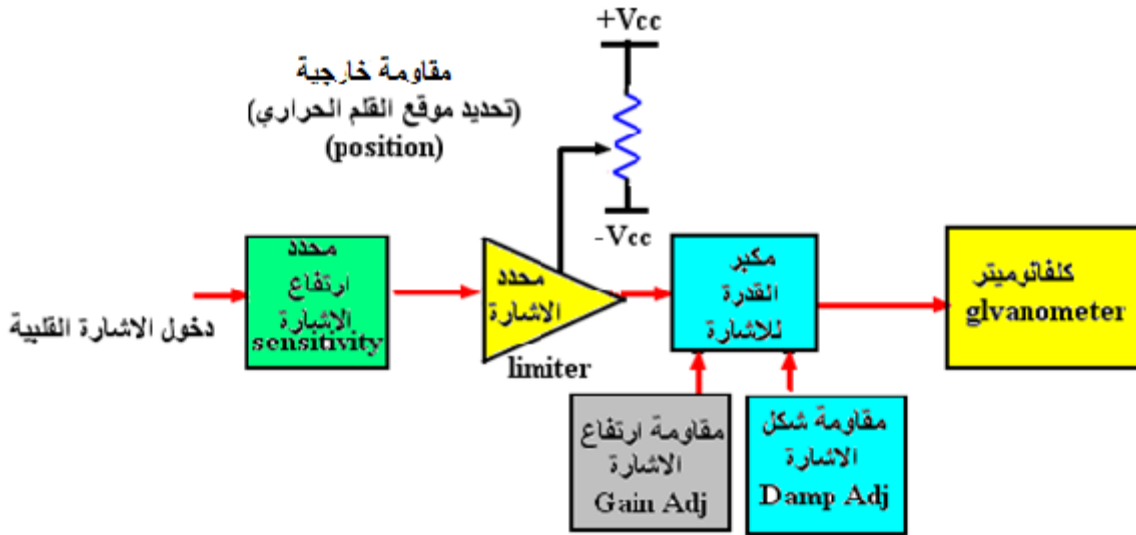 +Vcc
مقاومة خارجية
(تحديد موقع القلم الحراري)
(position)
-Vcc
دخول الاشارة القلبية
محدد
ارتفاع
الاشارة
sensitivity
محدد
الاشارة
limiter
مكبر
القدرة
للاشارة
كلفانوميتر
glvanometer
مقاومة ارتفاع
الاشارة
Gain Adj
مقاومة شكل
الاشارة
Damp Adj